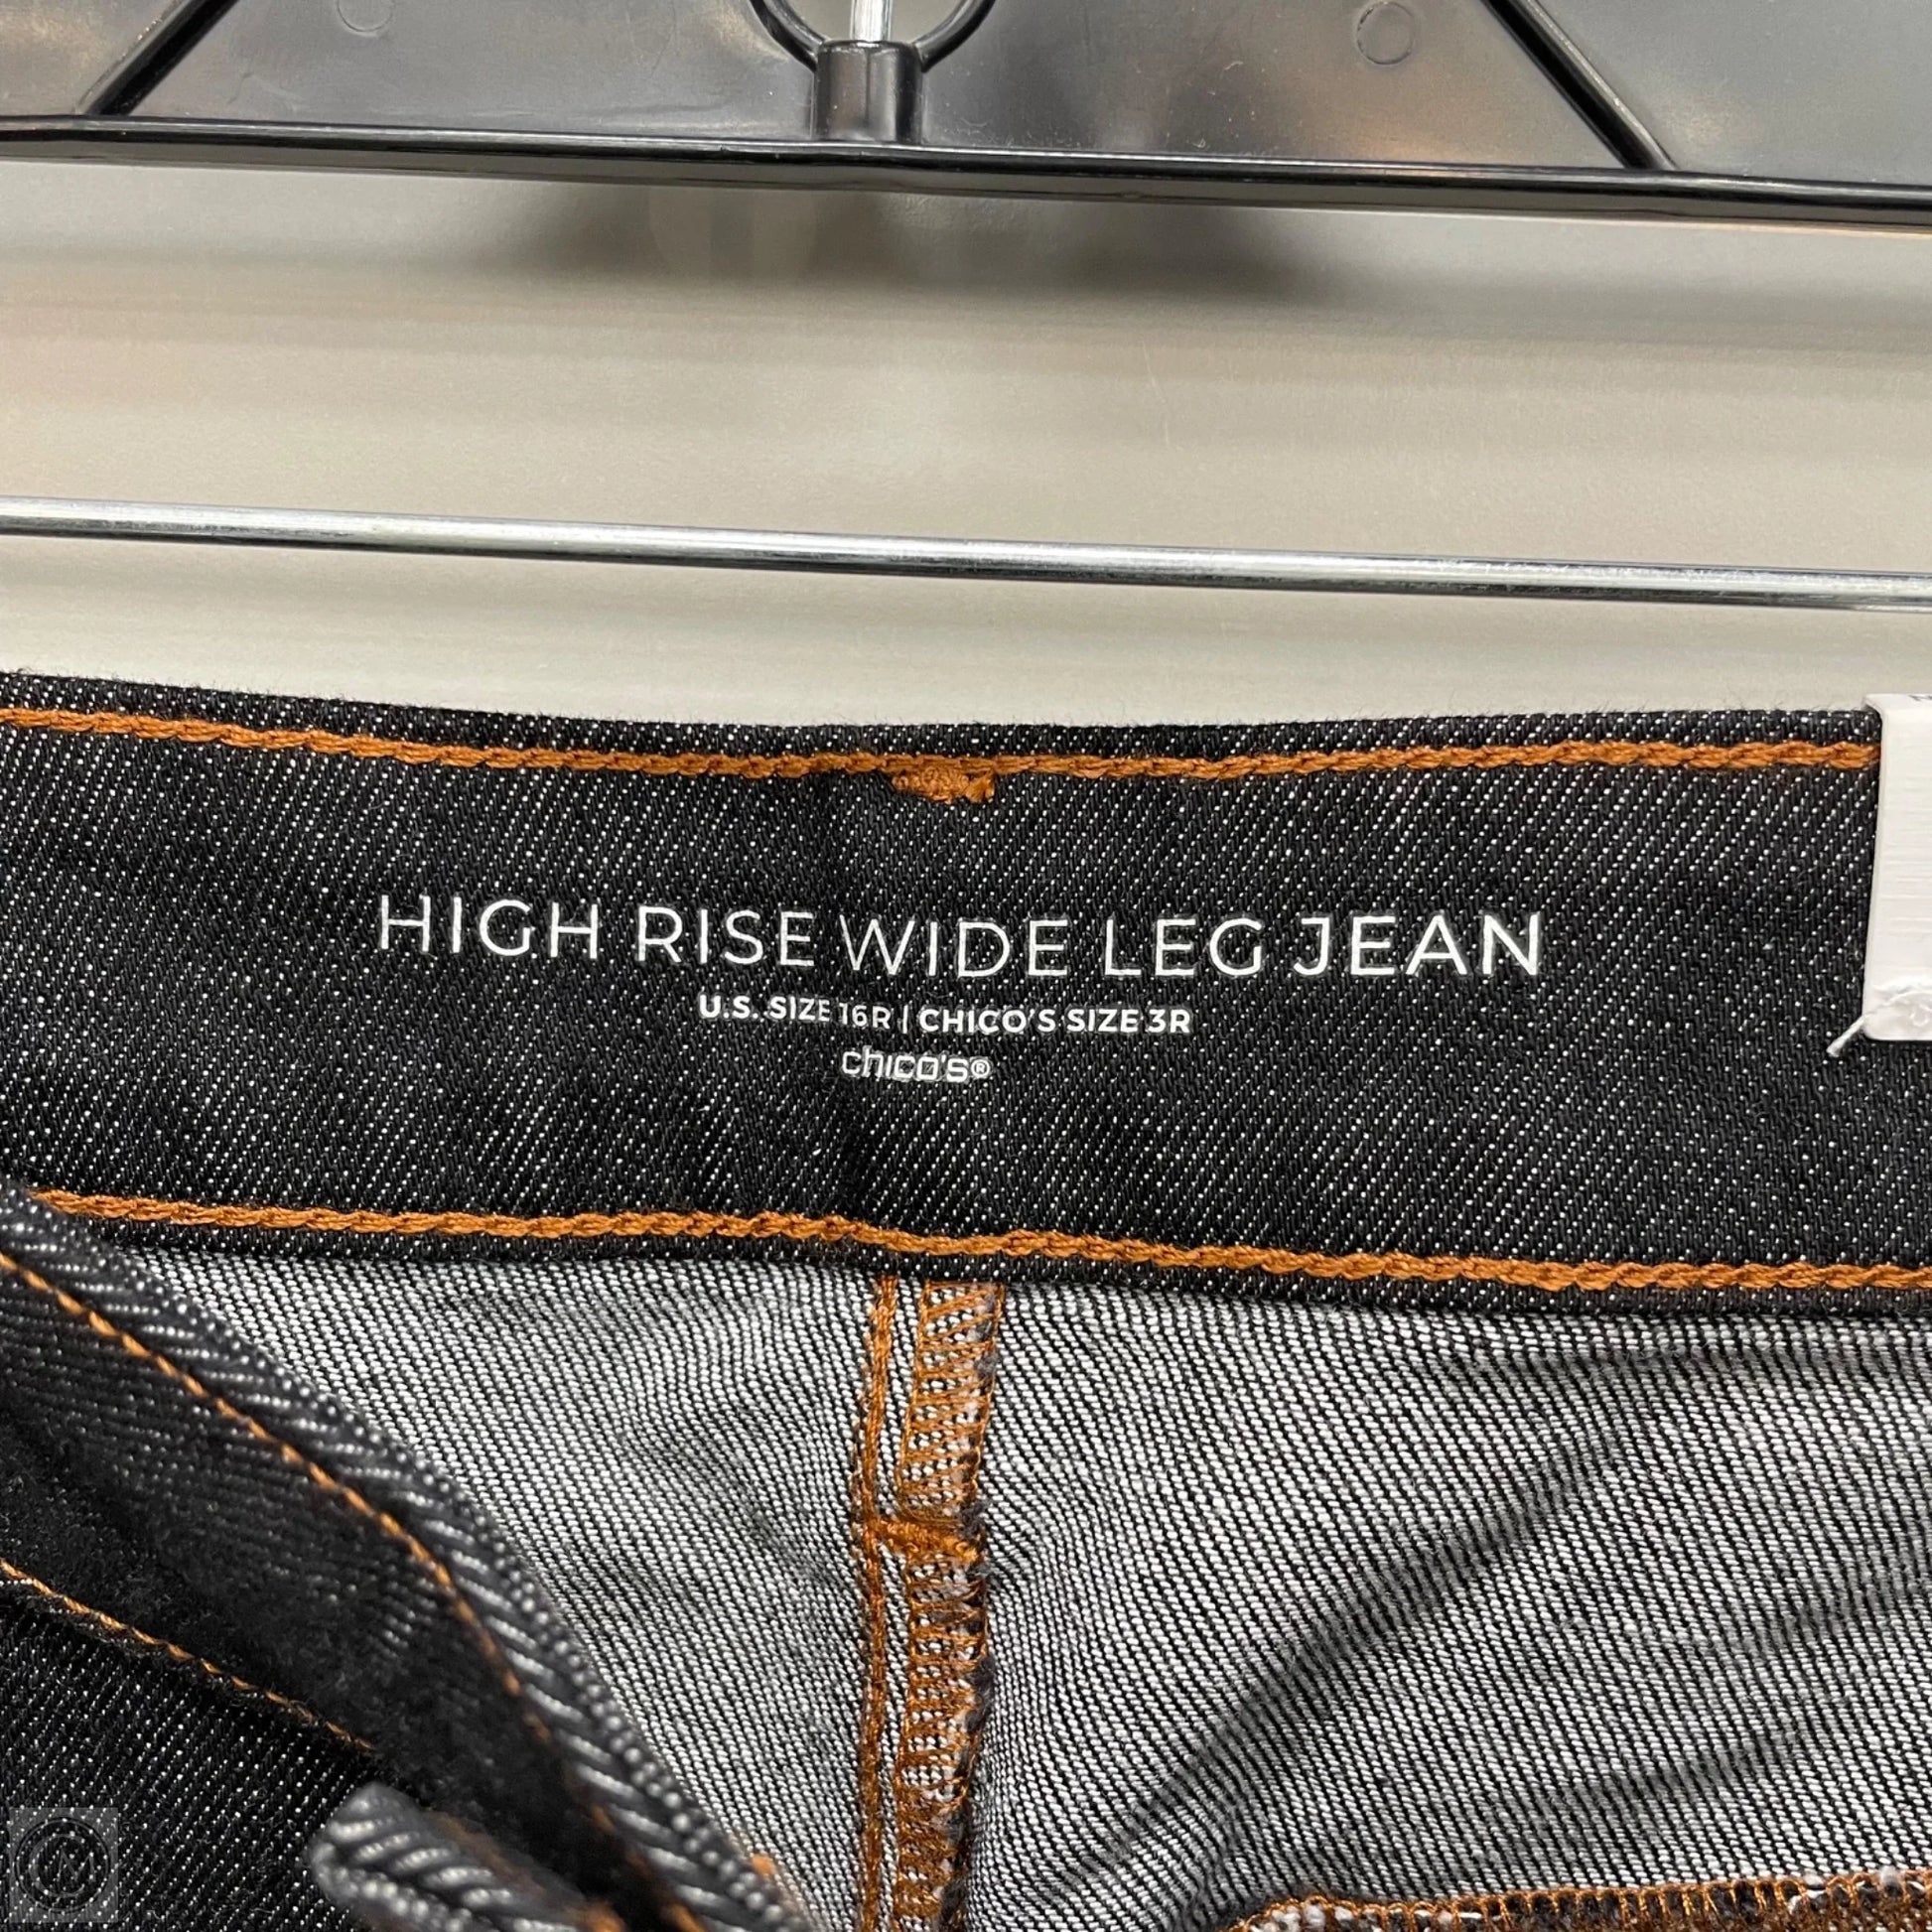 HIGH RISE WIDE LEG JEAN
U.S. SIZE 16R | CHICO'S SIZE 3R
chico's®